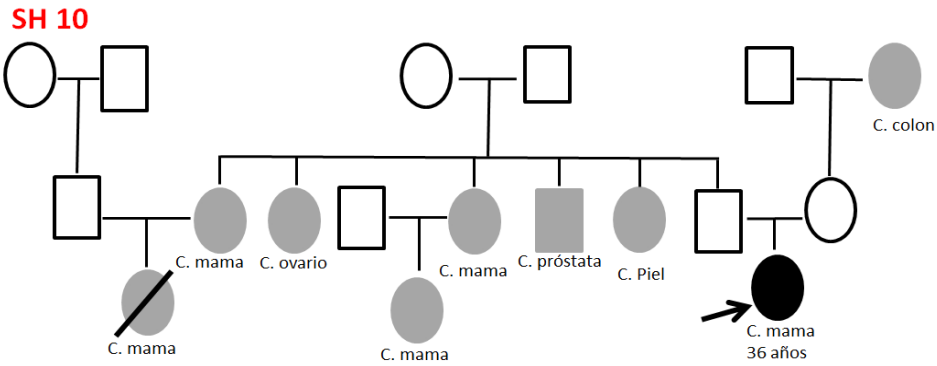 SH 10
C. colon
C. mama
C. ovario
C. mama
C. próstata
C. Piel
C. mama
C. mama
C. mama
36 años